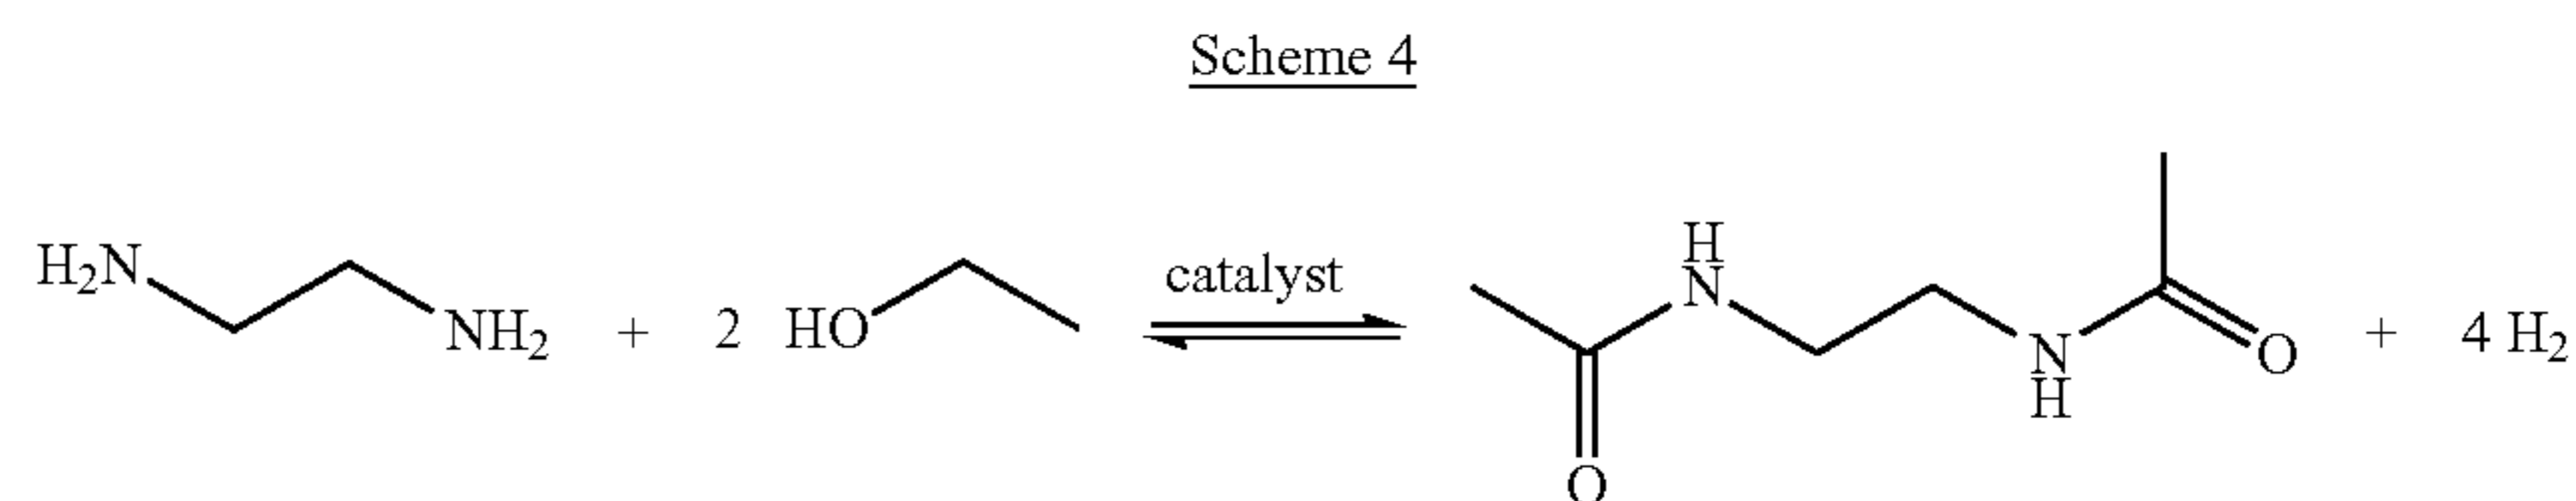 Scheme 4
H₂N
NH₂ + 2 HO
catalyst
H
N
O
N
H
O + 4 H₂